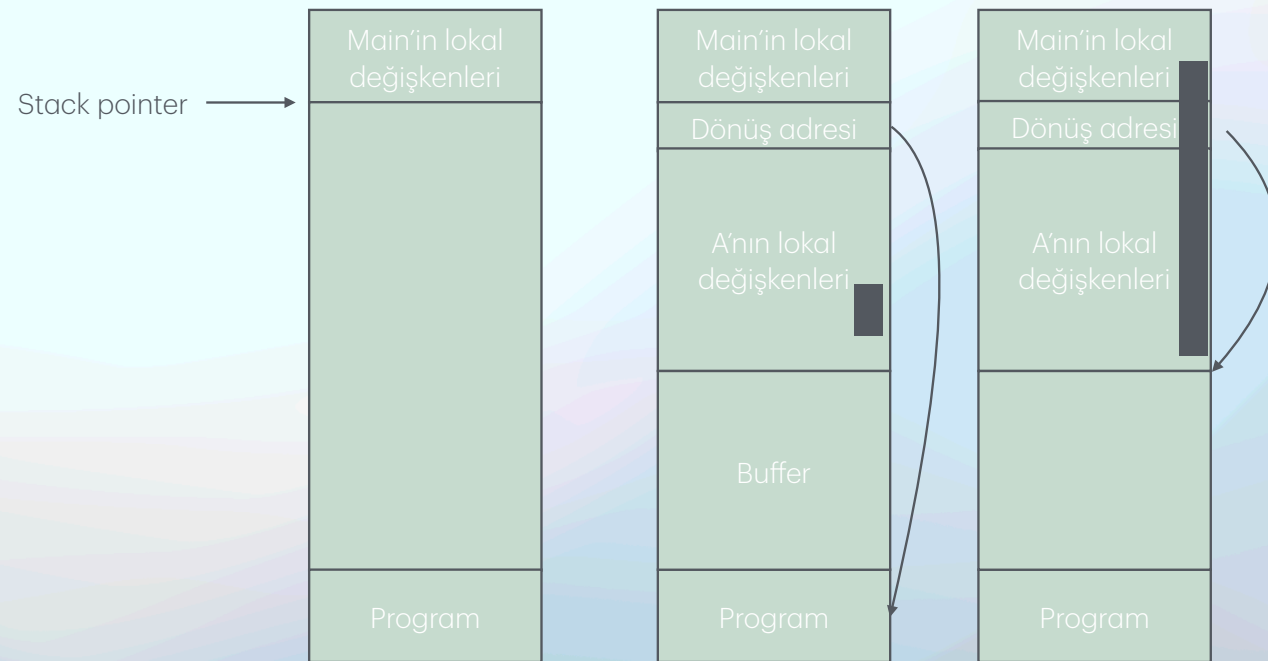 Stack pointer
Main’in lokal
değişkenleri
Program
Main’in lokal
değişkenleri
Dönüş adresi
A’nın lokal
değişkenleri
Buffer
Program
Main’in lokal
değişkenleri
Dönüş adresi
A’nın lokal
değişkenleri
Program